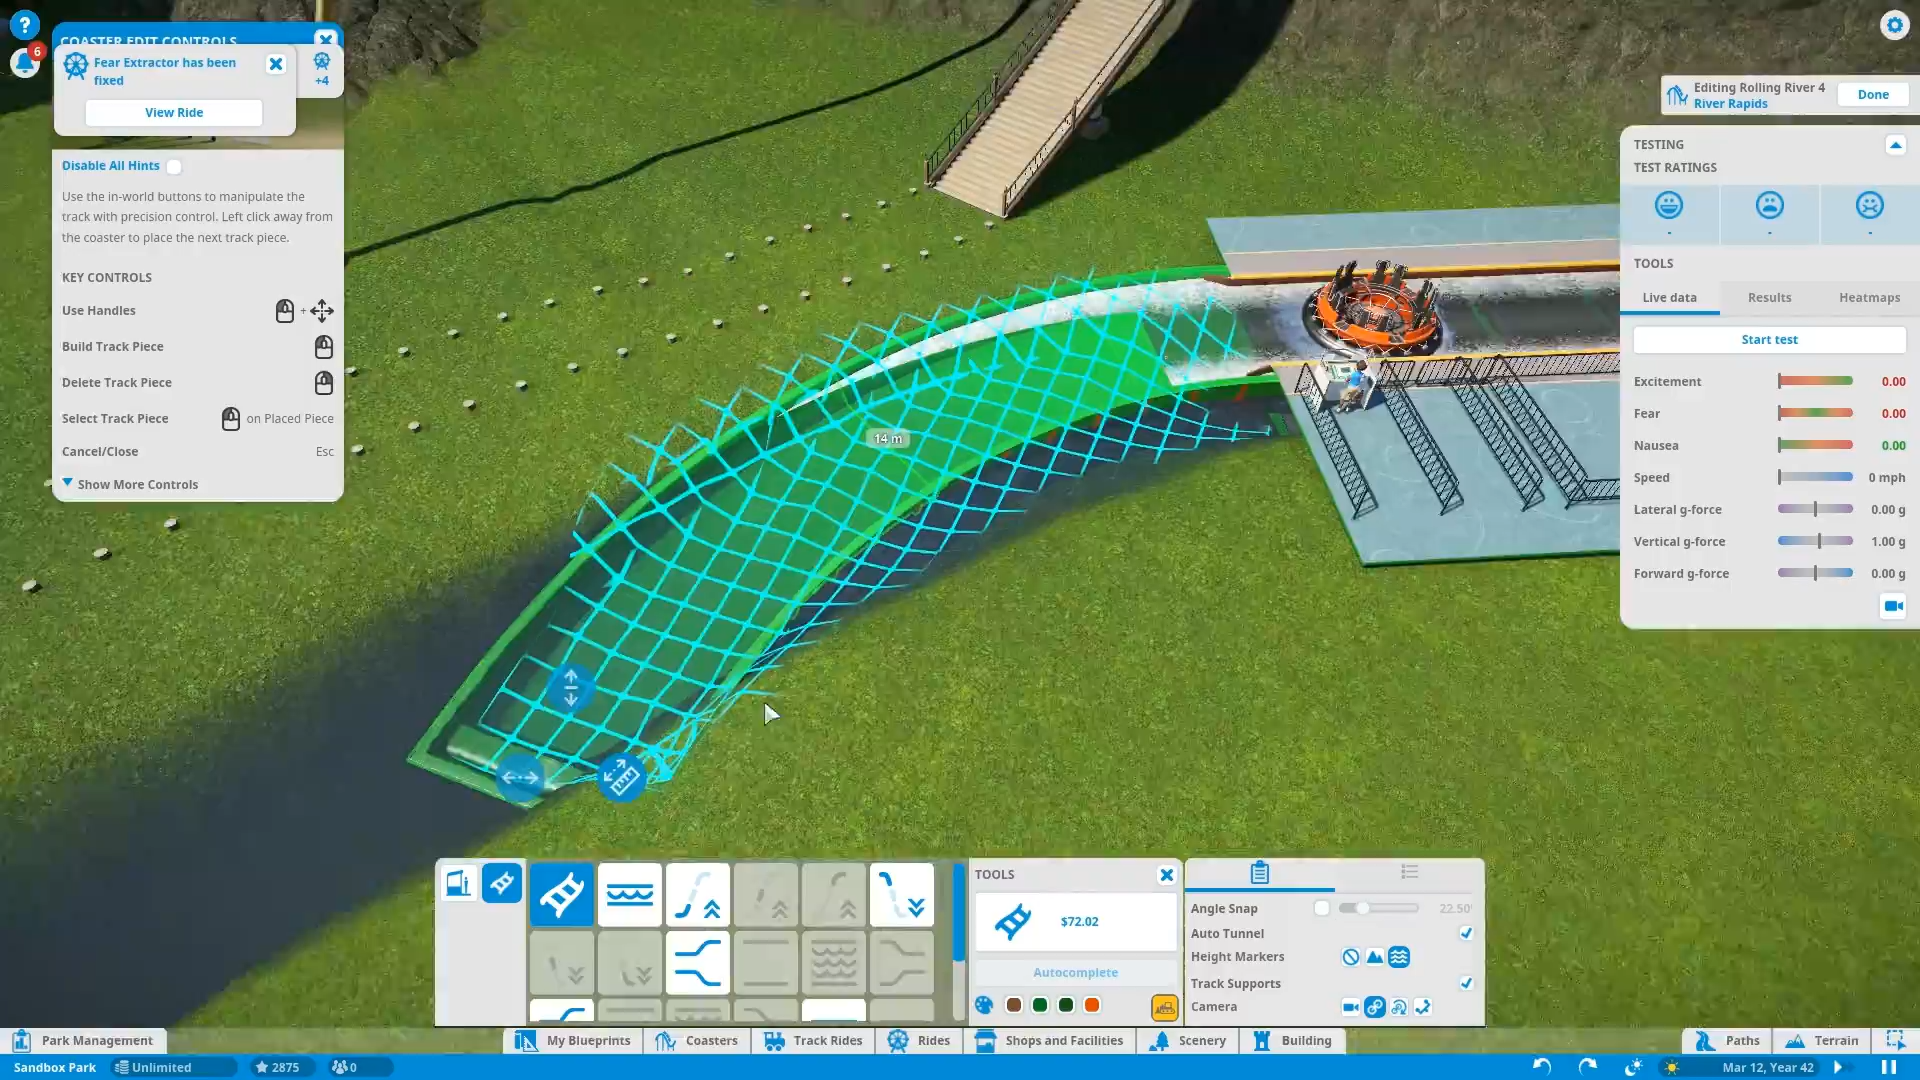 ?
6
COASTER EDIT CONTROLS
Fear Extractor has been
fixed
View Ride
+4
Disable All Hints
Use the in-world buttons to manipulate the
track with precision control. Left click away from
the coaster to place the next track piece.
KEY CONTROLS
Use Handles
+
Build Track Piece
Delete Track Piece
Select Track Piece
on Placed Piece
Cancel/Close
Esc
Show More Controls
14 m
Editing Rolling River 4
River Rapids
Done
TESTING
TEST RATINGS
-
-
-
TOOLS
Live data
Results
Heatmaps
Start test
Excitement
0.00
Fear
0.00
Nausea
0.00
Speed
0 mph
Lateral g-force
0.00 g
Vertical g-force
1.00 g
Forward g-force
0.00 g
TOOLS
$72.02
Autocomplete
Angle Snap
22.50°
Auto Tunnel
Height Markers
Track Supports
Camera
Park Management
My Blueprints
Coasters
Track Rides
Rides
Shops and Facilities
Scenery
Building
Paths
Terrain
Sandbox Park
Unlimited
2875
0
Mar 12, Year 42